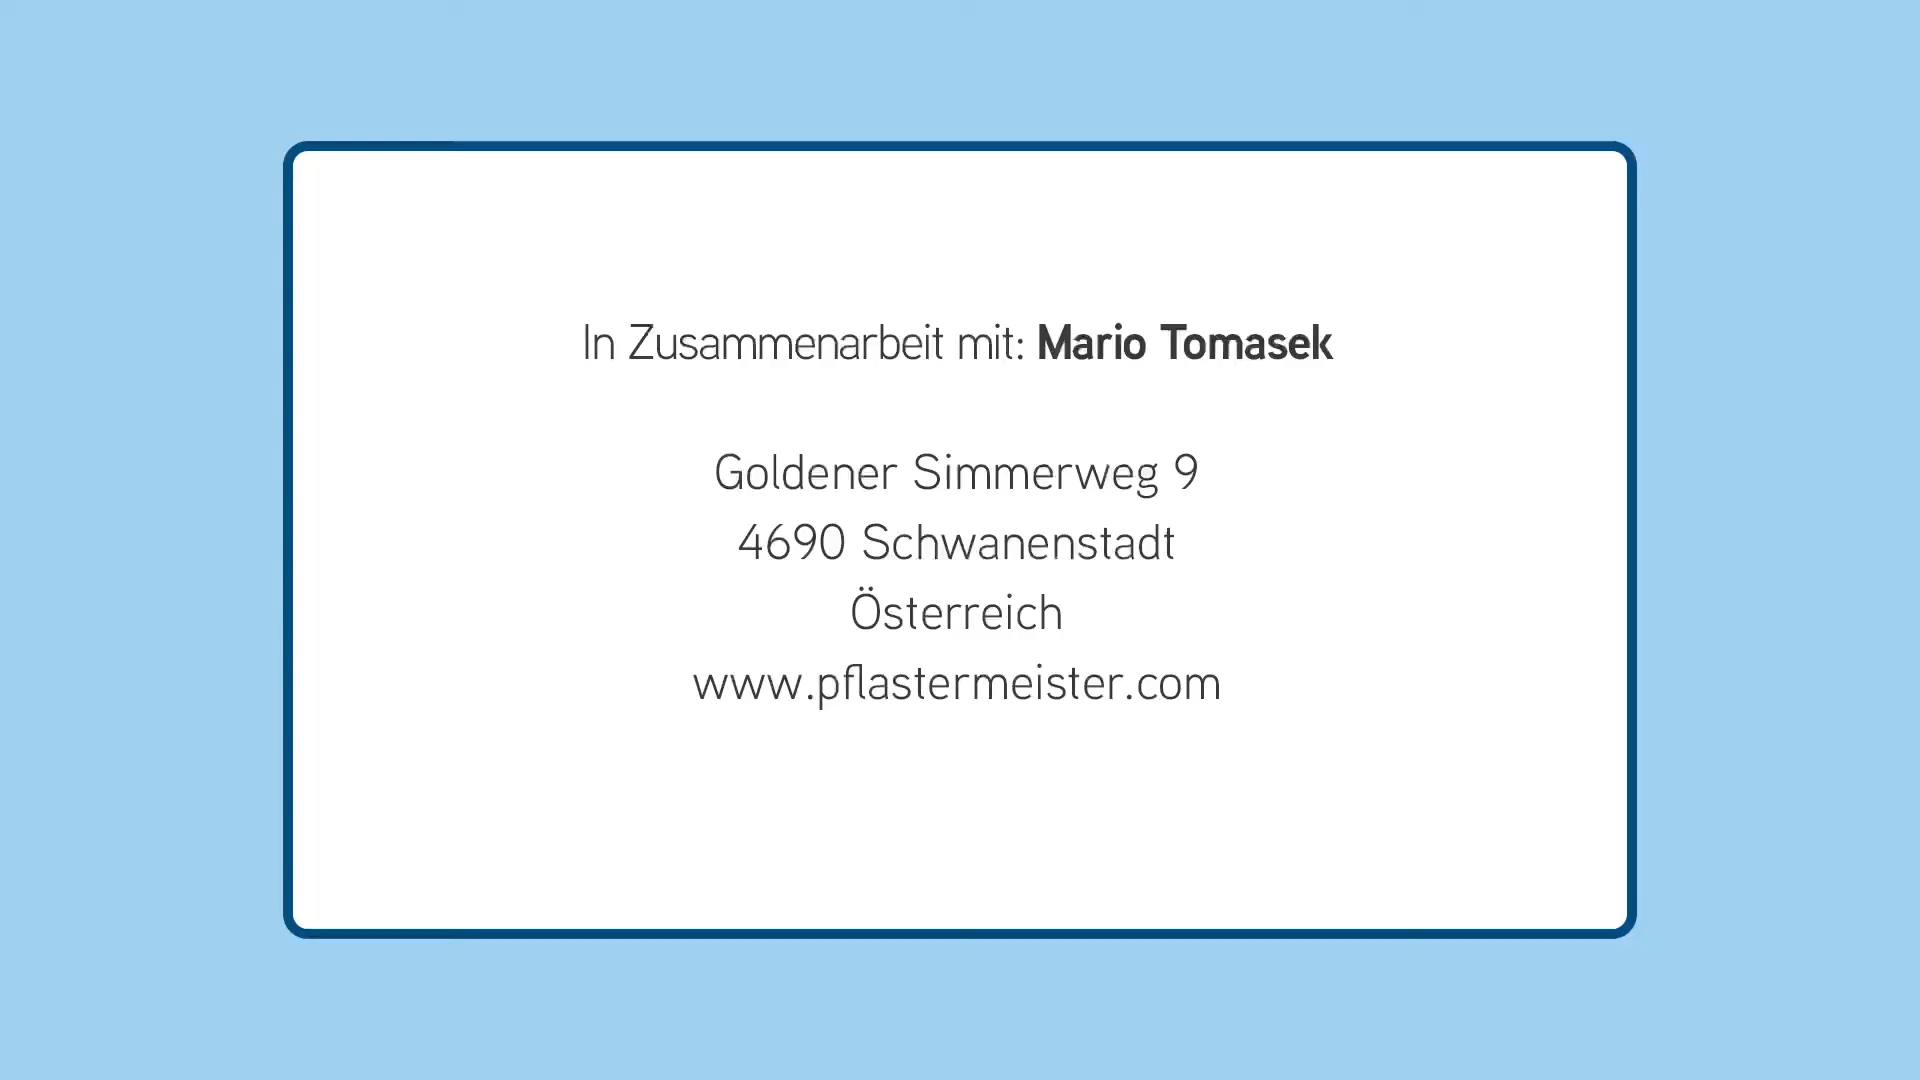 In Zusammenarbeit mit: Mario Tomasek
Goldener Simmerweg 9
4690 Schwanenstadt
Österreich
www.pflastermeister.com